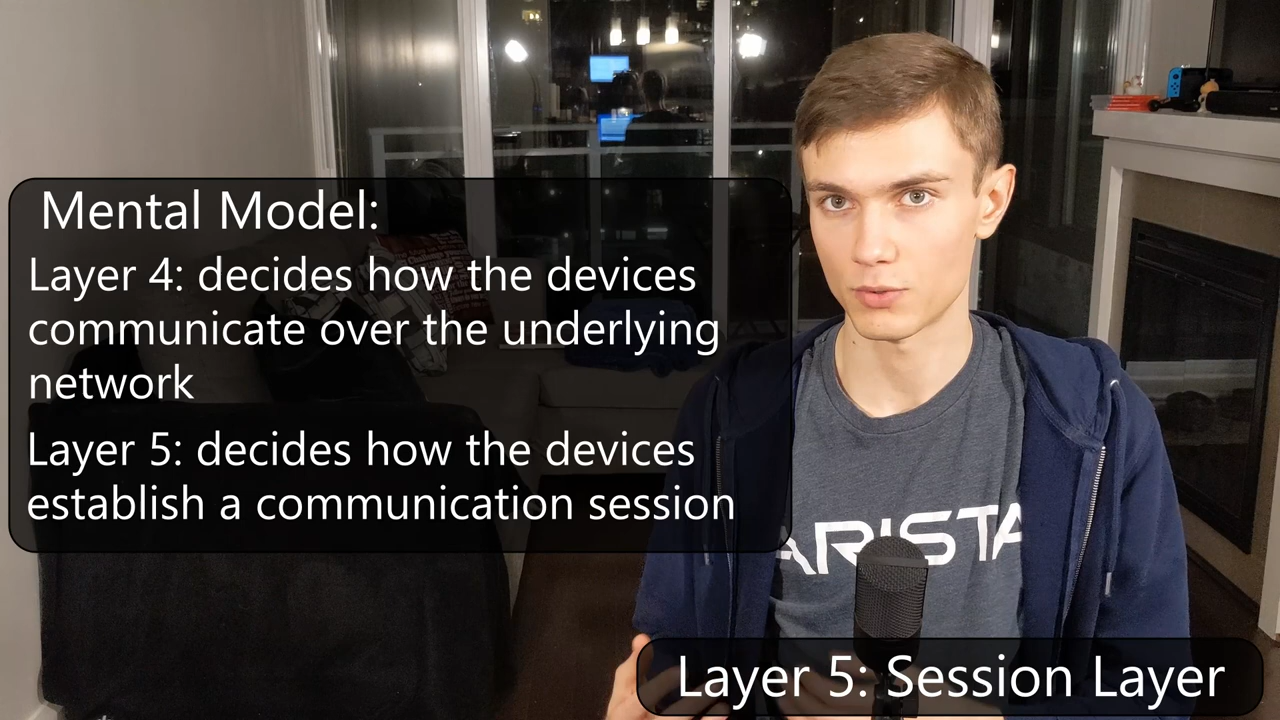 Mental Model:
Layer 4: decides how the devices
communicate over the underlying
network
Layer 5: decides how the devices
establish a communication session
ARISTA
Layer 5: Session Layer